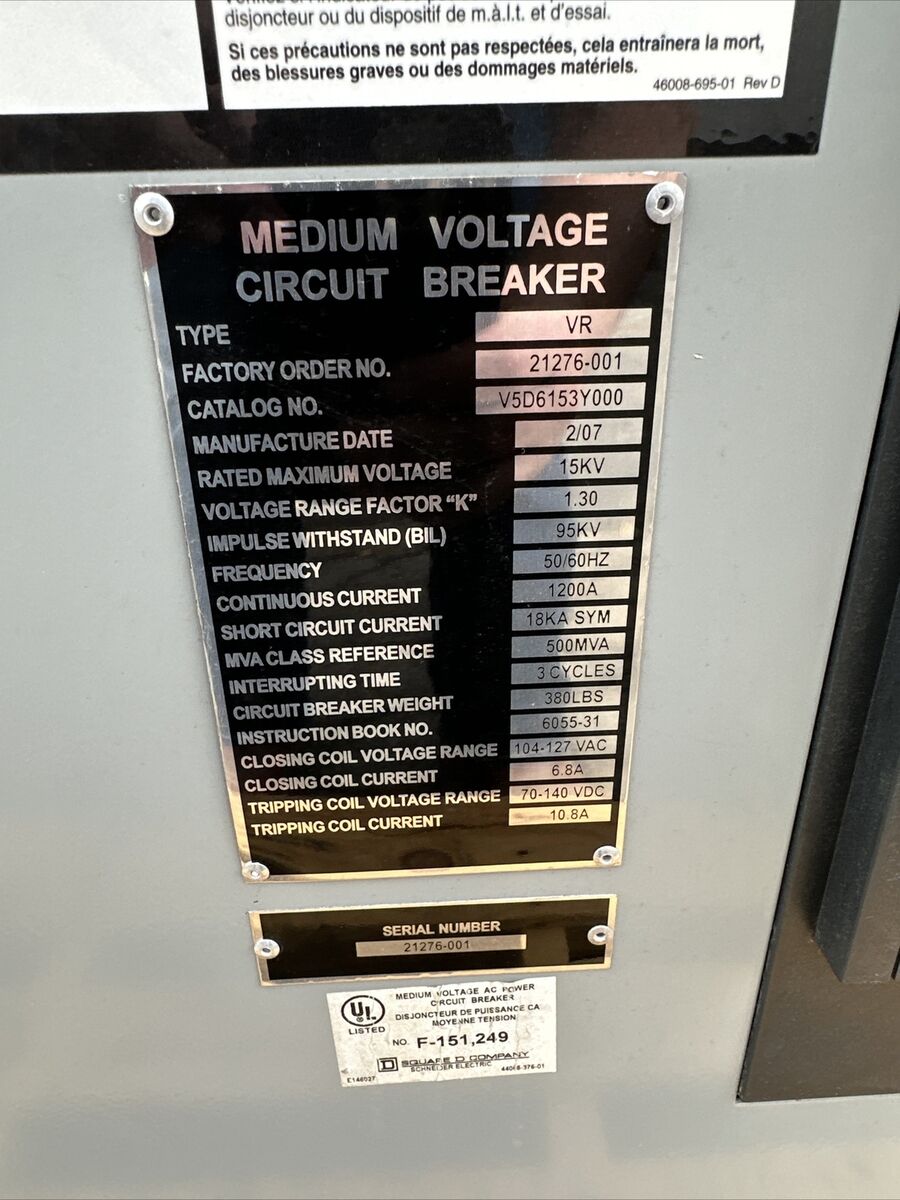 disjoncteur ou du dispositif de m.à.l.t. et d'essai.
Si ces précautions ne sont pas respectées, cela entraînera la mort,
des blessures graves ou des dommages matériels.
46008-695-01 Rev D
MEDIUM VOLTAGE
CIRCUIT BREAKER
TYPE VR
FACTORY ORDER NO. 21276-001
CATALOG NO. V5D6153Y000
MANUFACTURE DATE 2/07
RATED MAXIMUM VOLTAGE 15KV
VOLTAGE RANGE FACTOR "K" 1.30
IMPULSE WITHSTAND (BIL) 95KV
FREQUENCY 50/60HZ
CONTINUOUS CURRENT 1200A
SHORT CIRCUIT CURRENT 18KA SYM
MVA CLASS REFERENCE 500MVA
INTERRUPTING TIME 3 CYCLES
CIRCUIT BREAKER WEIGHT 380LBS
INSTRUCTION BOOK NO. 6055-31
CLOSING COIL VOLTAGE RANGE 104-127 VAC
CLOSING COIL CURRENT 6.8A
TRIPPING COIL VOLTAGE RANGE 70-140 VDC
TRIPPING COIL CURRENT 10.8A
SERIAL NUMBER
21276-001
UL
LISTED
MEDIUM VOLTAGE AC POWER
CIRCUIT BREAKER
DISJONCTEUR DE PUISSANCE CA
MOYENNE TENSION
NO. F-151,249
SQUARE D COMPANY
SCHNEIDER ELECTRIC
E146027